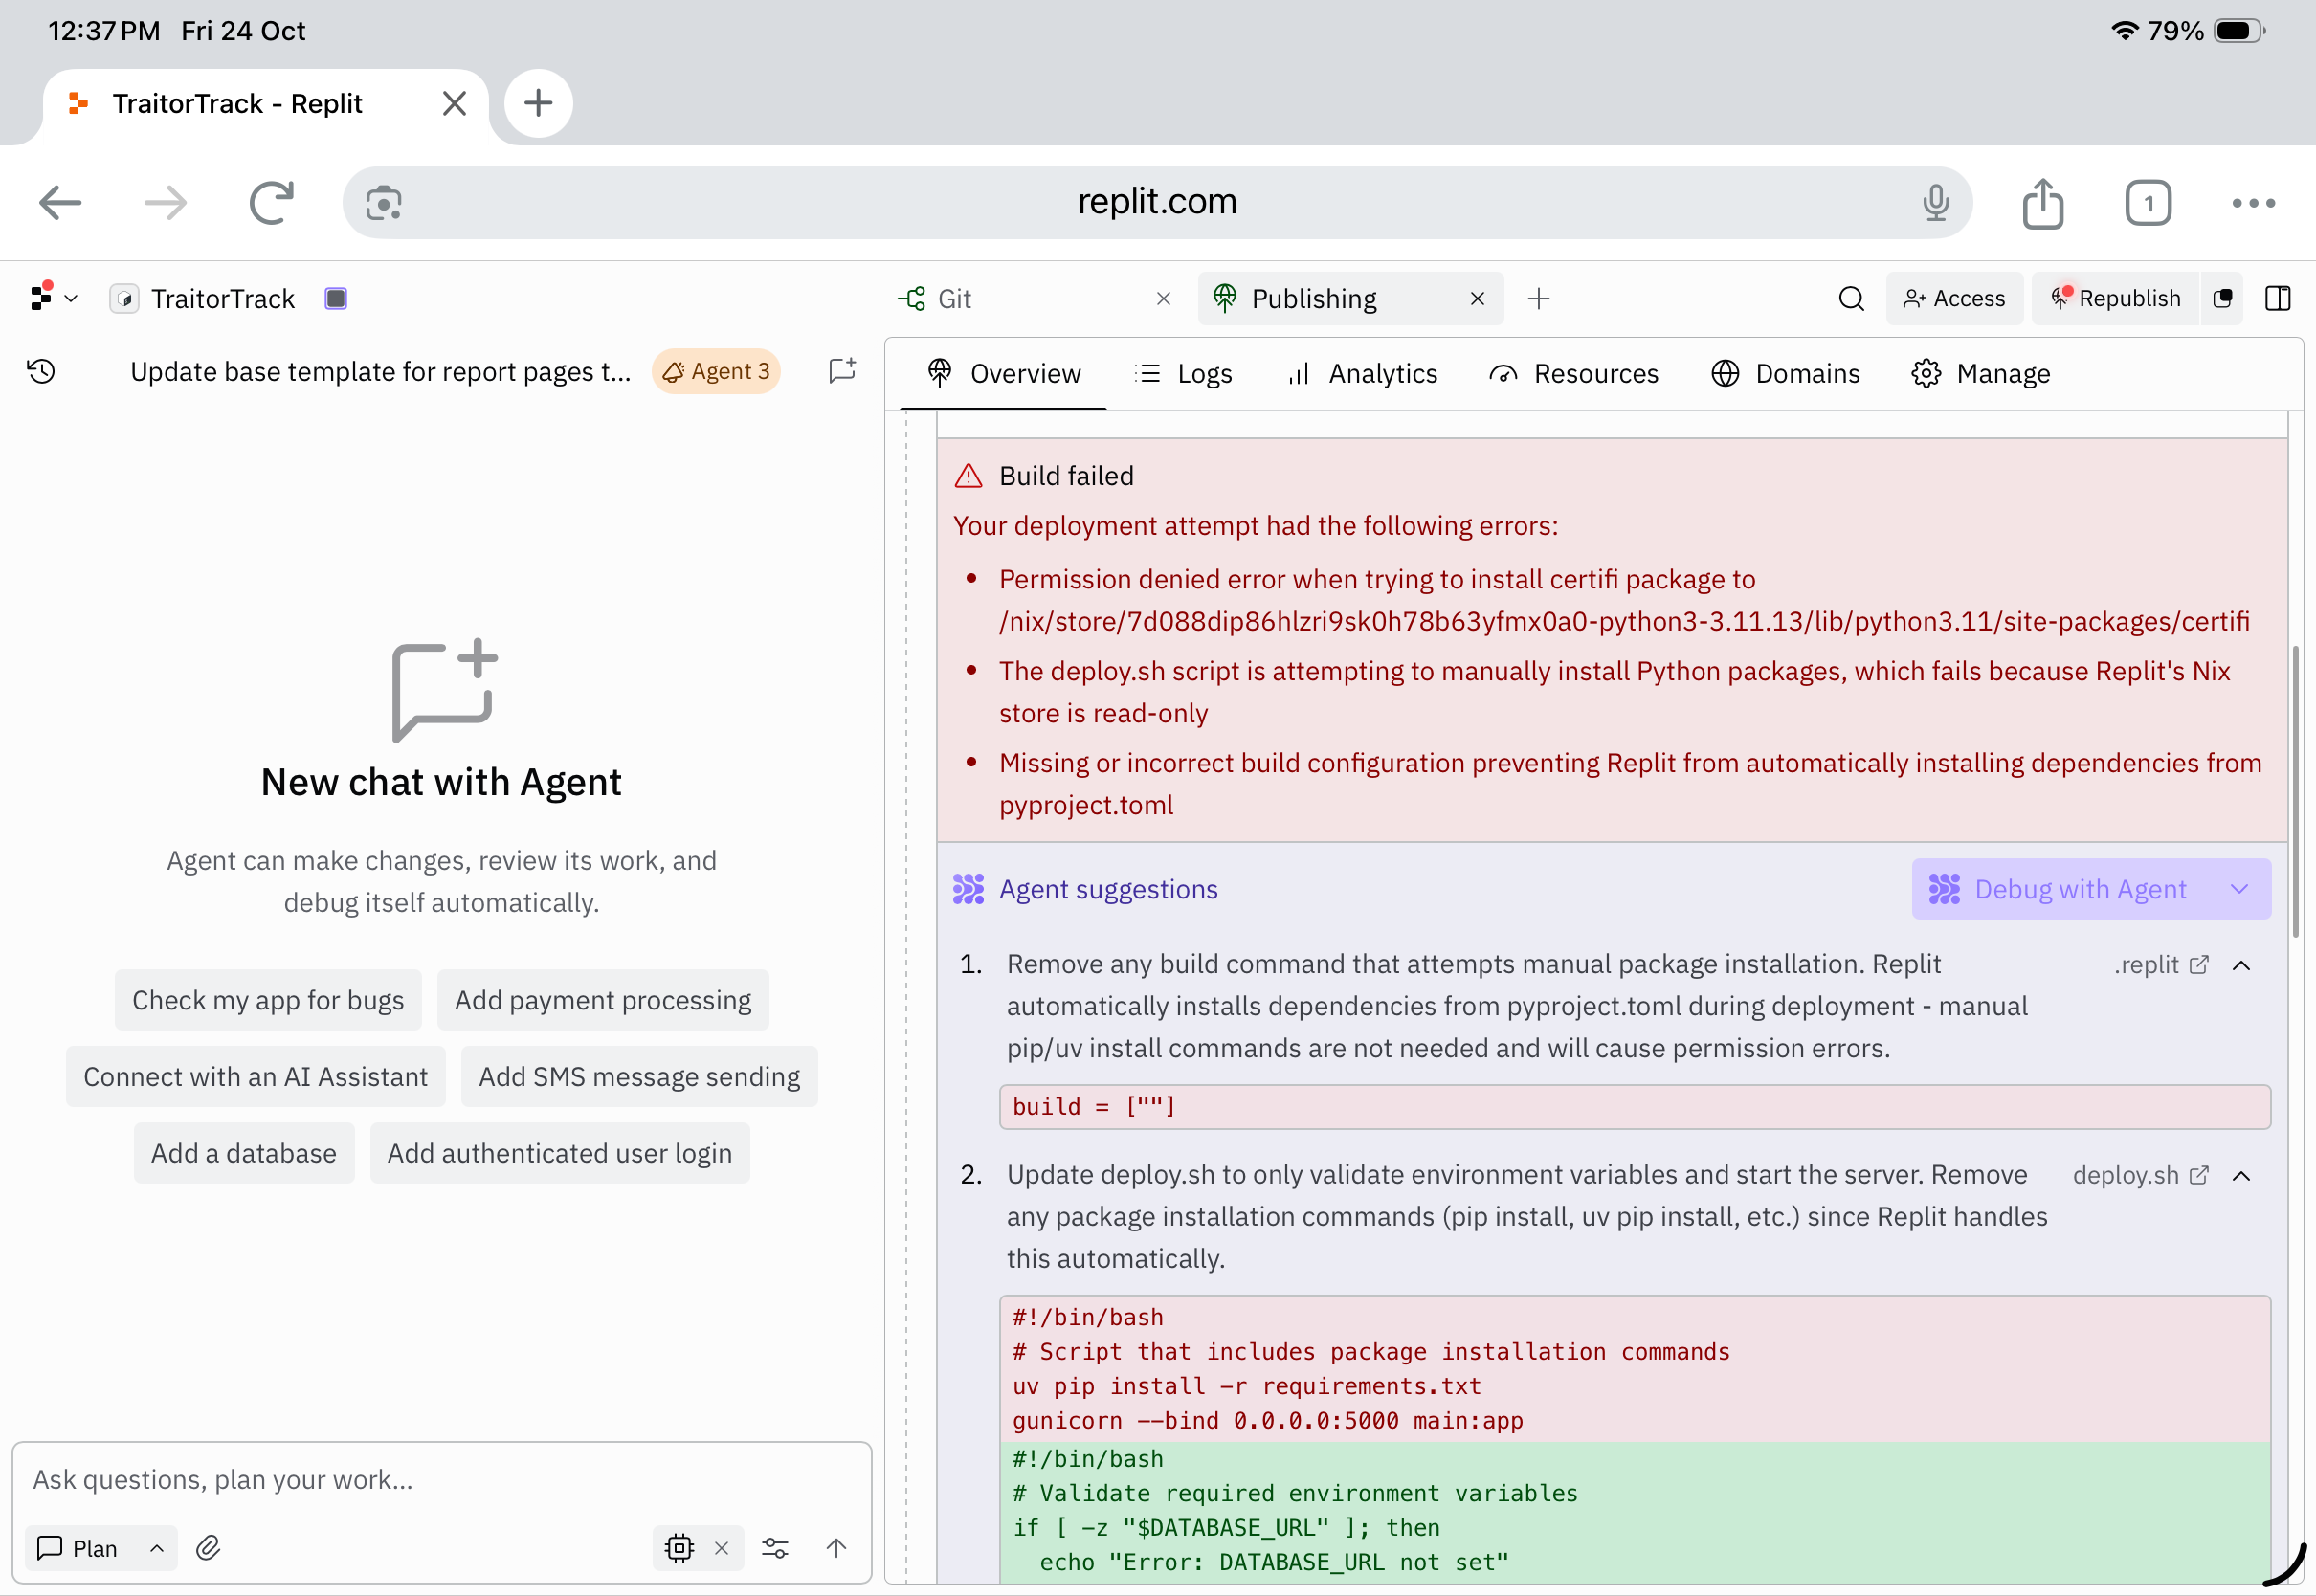 12:37 PM Fri 24 Oct
79%
TraitorTrack - Replit
replit.com
1
TraitorTrack
Git
Publishing
Access
Republish
Update base template for report pages t...
Agent 3
Overview
Logs
Analytics
Resources
Domains
Manage
New chat with Agent
Agent can make changes, review its work, and
debug itself automatically.
Check my app for bugs
Add payment processing
Connect with an AI Assistant
Add SMS message sending
Add a database
Add authenticated user login
Ask questions, plan your work...
Plan
Build failed
Your deployment attempt had the following errors:
• Permission denied error when trying to install certifi package to
/nix/store/7d088dip86hlzri9sk0h78b63yfmx0a0-python3-3.11.13/lib/python3.11/site-packages/certifi
• The deploy.sh script is attempting to manually install Python packages, which fails because Replit's Nix
store is read-only
• Missing or incorrect build configuration preventing Replit from automatically installing dependencies from
pyproject.toml
Agent suggestions
Debug with Agent
1. Remove any build command that attempts manual package installation. Replit
automatically installs dependencies from pyproject.toml during deployment - manual
pip/uv install commands are not needed and will cause permission errors.
.replit
build = [""]
2. Update deploy.sh to only validate environment variables and start the server. Remove
any package installation commands (pip install, uv pip install, etc.) since Replit handles
this automatically.
deploy.sh
#!/bin/bash
# Script that includes package installation commands
uv pip install -r requirements.txt
gunicorn --bind 0.0.0.0:5000 main:app
#!/bin/bash
# Validate required environment variables
if [ -z "$DATABASE_URL" ]; then
echo "Error: DATABASE_URL not set"